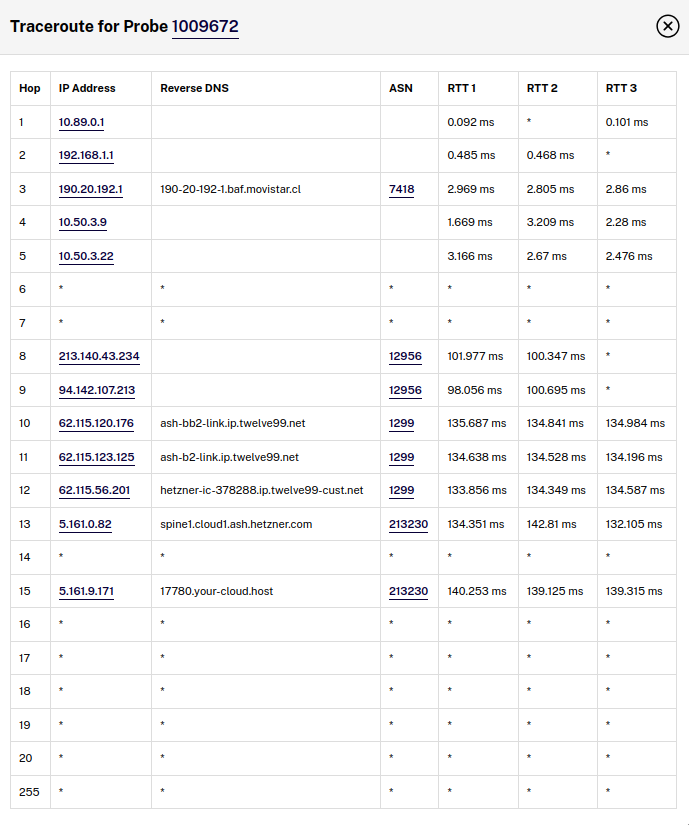 Traceroute for Probe 1009672
Hop IP Address Reverse DNS ASN RTT 1 RTT 2 RTT 3
1 10.89.0.1 0.092 ms * 0.101 ms
2 192.168.1.1 0.485 ms 0.468 ms *
3 190.20.192.1 190-20-192-1.baf.movistar.cl 7418 2.969 ms 2.805 ms 2.86 ms
4 10.50.3.9 1.669 ms 3.209 ms 2.28 ms
5 10.50.3.22 3.166 ms 2.67 ms 2.476 ms
6 * * * * * *
7 * * * * * *
8 213.140.43.234 12956 101.977 ms 100.347 ms *
9 94.142.107.213 12956 98.056 ms 100.695 ms *
10 62.115.120.176 ash-bb2-link.ip.twelve99.net 1299 135.687 ms 134.841 ms 134.984 ms
11 62.115.123.125 ash-b2-link.ip.twelve99.net 1299 134.638 ms 134.528 ms 134.196 ms
12 62.115.56.201 hetzner-ic-378288.ip.twelve99-cust.net 1299 133.856 ms 134.349 ms 134.587 ms
13 5.161.0.82 spine1.cloud1.ash.hetzner.com 213230 134.351 ms 142.81 ms 132.105 ms
14 * * * * * *
15 5.161.9.171 17780.your-cloud.host 213230 140.253 ms 139.125 ms 139.315 ms
16 * * * * * *
17 * * * * * *
18 * * * * * *
19 * * * * * *
20 * * * * * *
255 * * * * * *